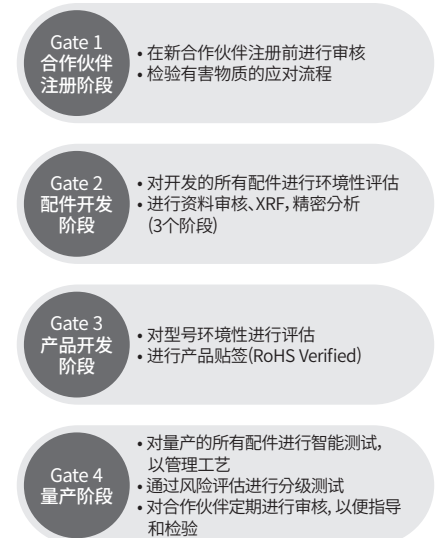 Gate 1
合作伙伴
注册阶段
• 在新合作伙伴注册前进行审核
• 检验有害物质的应对流程
Gate 2
配件开发
阶段
• 对开发的所有配件进行环境性评估
• 进行资料审核、XRF, 精密分析
(3个阶段)
Gate 3
产品开发
阶段
• 对型号环境性进行评估
• 进行产品贴签(RoHS Verified)
Gate 4
量产阶段
• 对量产的所有配件进行智能测试,
以管理工艺
• 通过风险评估进行分级测试
• 对合作伙伴定期进行审核, 以便指导
和检验